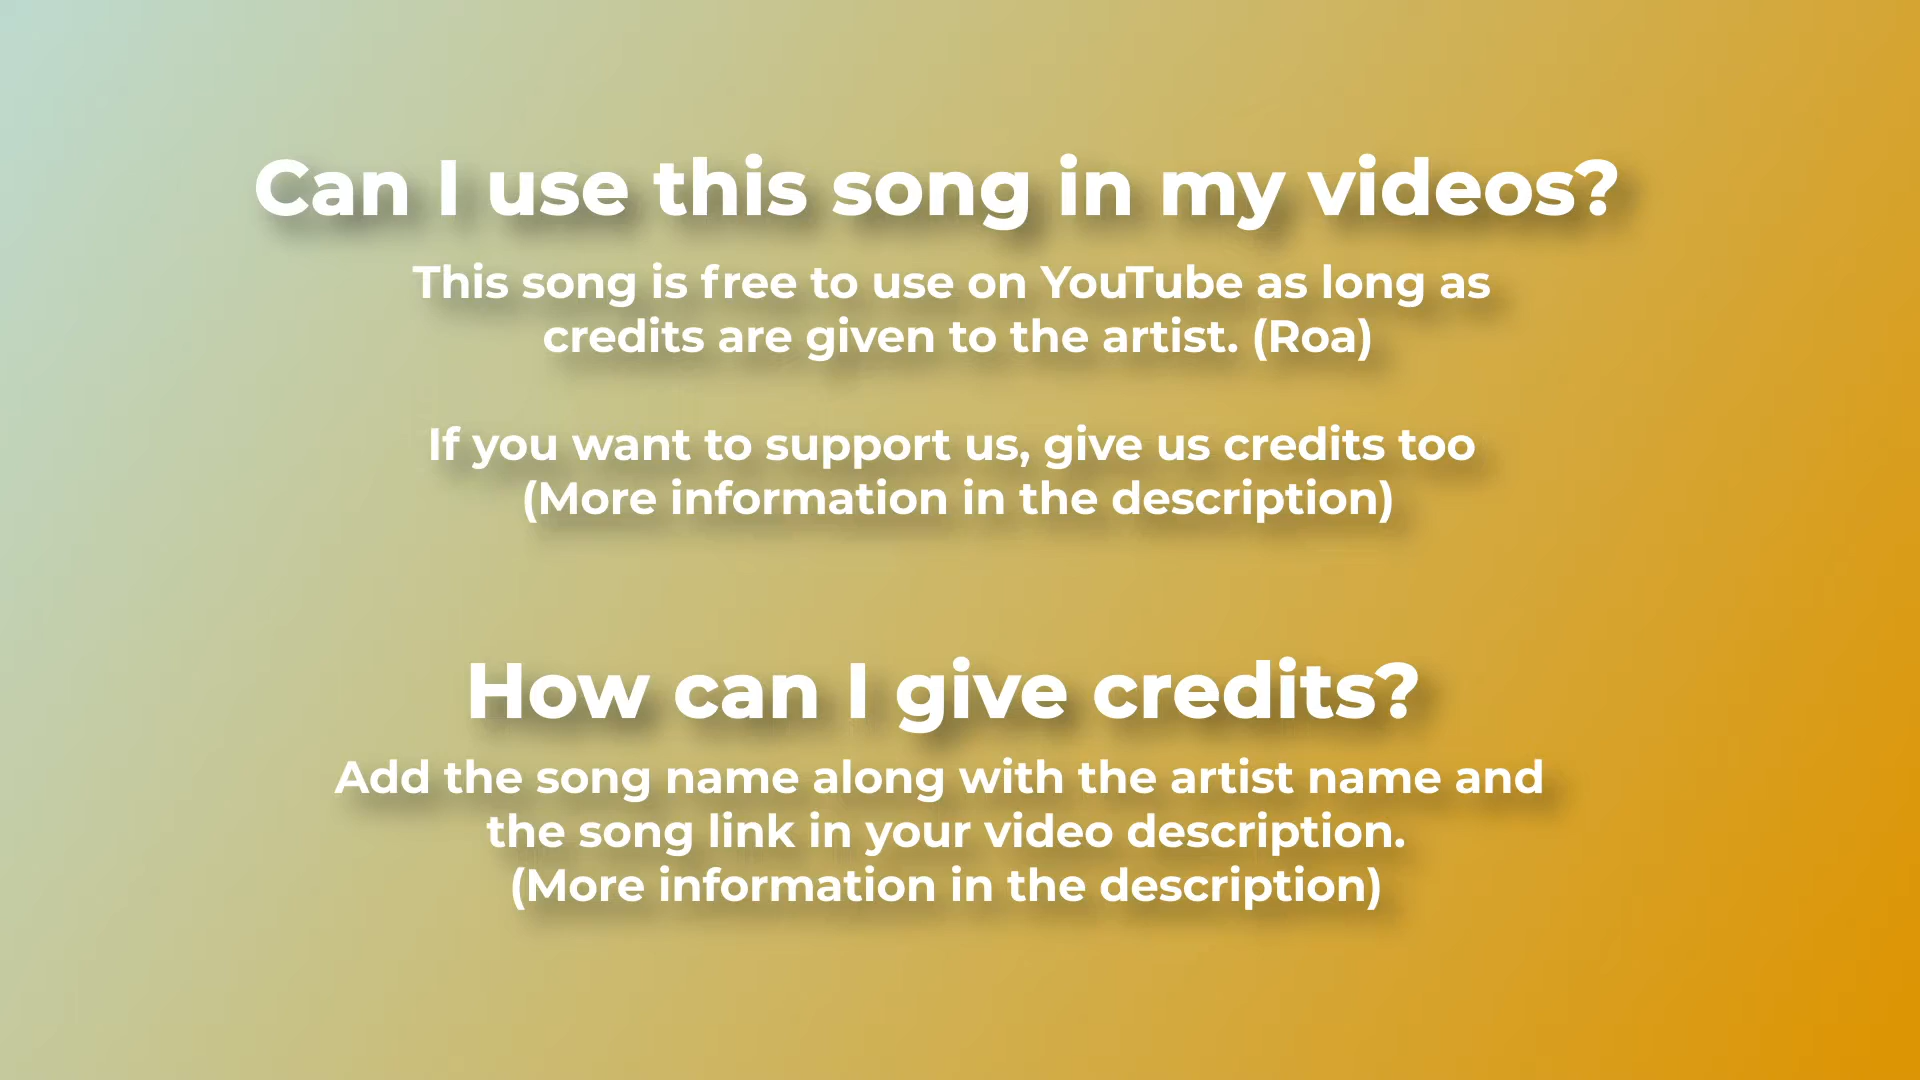 Can I use this song in my videos?
This song is free to use on YouTube as long as
credits are given to the artist. (Roa)
If you want to support us, give us credits too
(More information in the description)
How can I give credits?
Add the song name along with the artist name and
the song link in your video description.
(More information in the description)